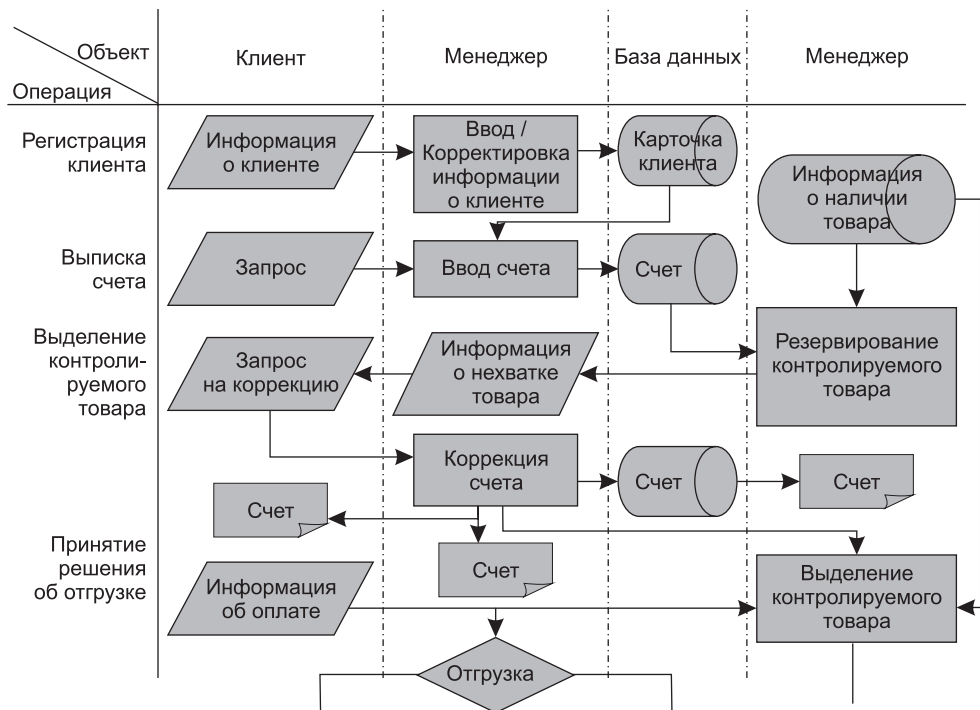 Объект
Операция
Клиент
Менеджер
База данных
Менеджер
Регистрация
клиента
Информация
о клиенте
Ввод /
Корректировка
информации
о клиенте
Карточка
клиента
Информация
о наличии
товара
Выписка
счета
Запрос
Ввод счета
Счет
Выделение
контроли-
руемого
товара
Запрос
на коррекцию
Информация
о нехватке
товара
Резервирование
контролируемого
товара
Коррекция
счета
Счет
Счет
Счет
Счет
Принятие
решения
об отгрузке
Информация
об оплате
Выделение
контролируемого
товара
Отгрузка